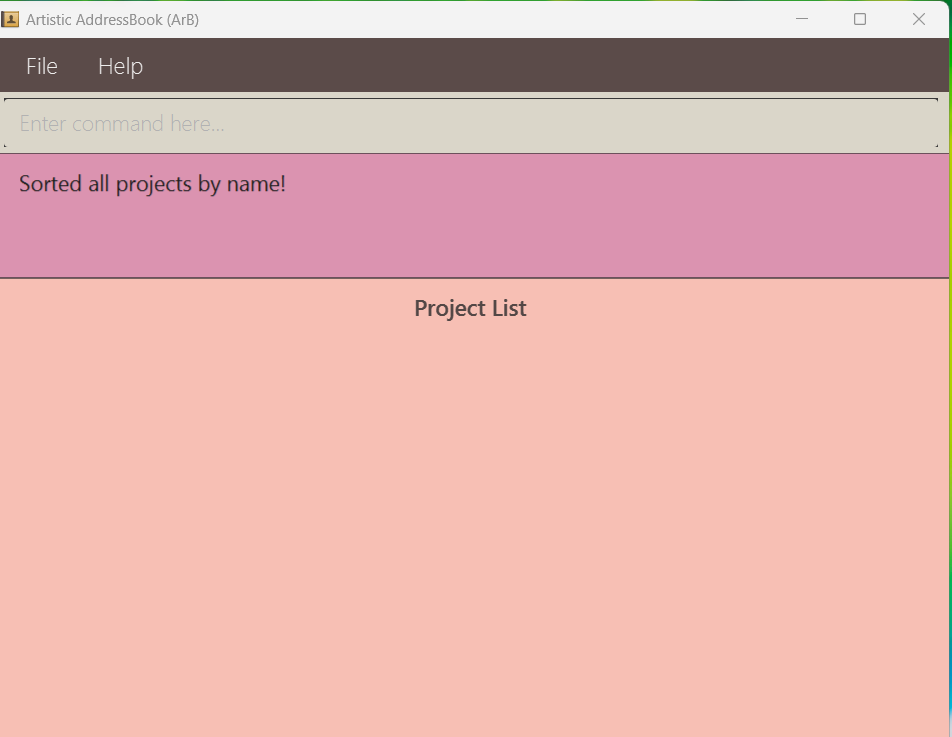 Artistic AddressBook (ArB)
File Help
Enter command here...
Sorted all projects by name!
Project List